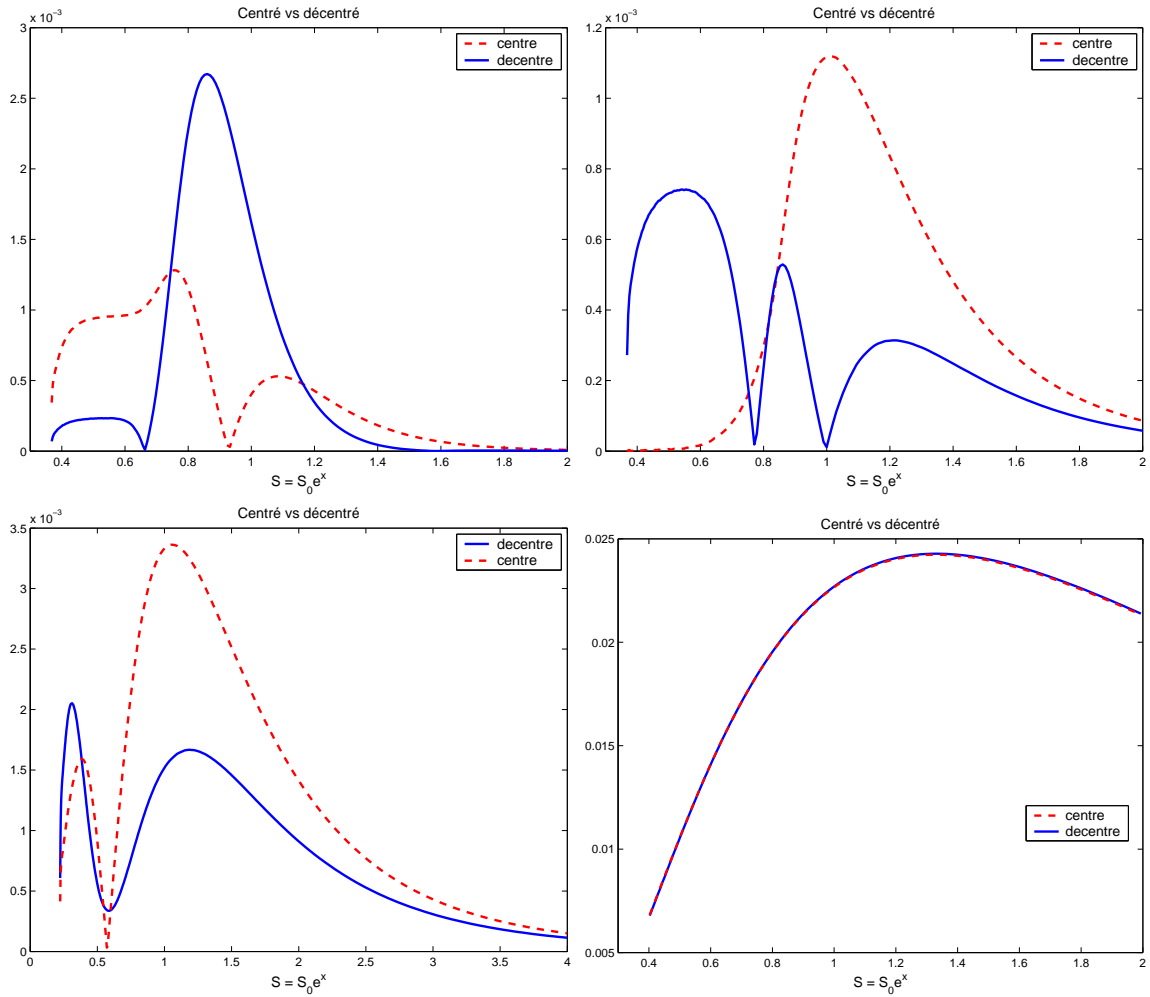 Centré vs décentré
x 10⁻³
3
2.5
2
1.5
1
0.5
0
0.4 0.6 0.8 1 1.2 1.4 1.6 1.8 2
S = S₀eˣ
centre
decentre
Centré vs décentré
x 10⁻³
1.2
1
0.8
0.6
0.4
0.2
0
0.4 0.6 0.8 1 1.2 1.4 1.6 1.8 2
S = S₀eˣ
centre
decentre
Centré vs décentré
x 10⁻³
3.5
3
2.5
2
1.5
1
0.5
0
0 0.5 1 1.5 2 2.5 3 3.5 4
S = S₀eˣ
decentre
centre
Centré vs décentré
0.025
0.02
0.015
0.01
0.005
0.4 0.6 0.8 1 1.2 1.4 1.6 1.8 2
S = S₀eˣ
centre
decentre